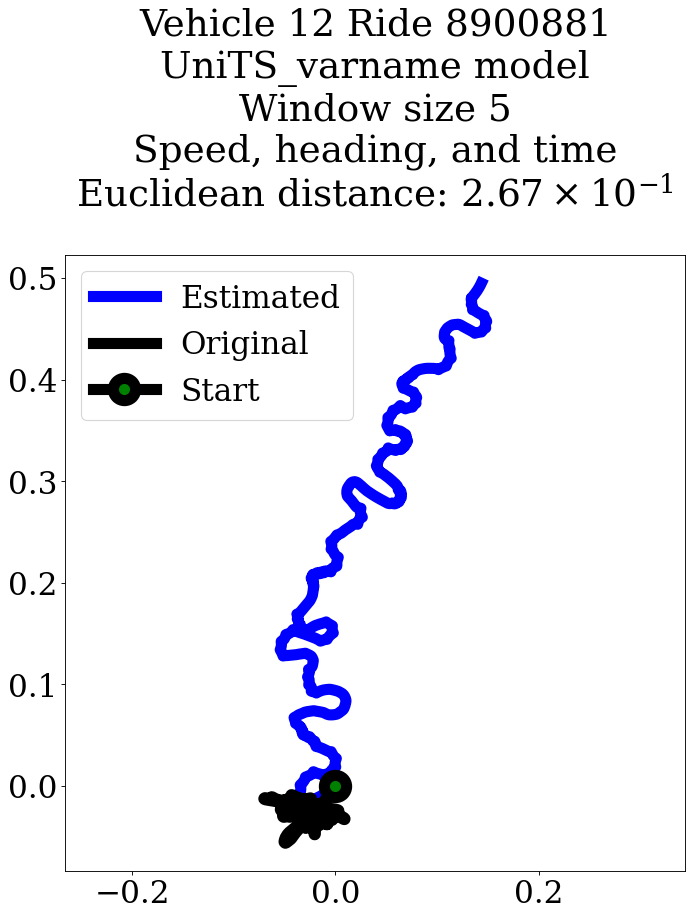 Vehicle 12 Ride 8900881
UniTS_varname model
Window size 5
Speed, heading, and time
Euclidean distance: 2.67 × 10⁻¹
Estimated
Original
Start
0.5
0.4
0.3
0.2
0.1
0.0
−0.2 0.0 0.2